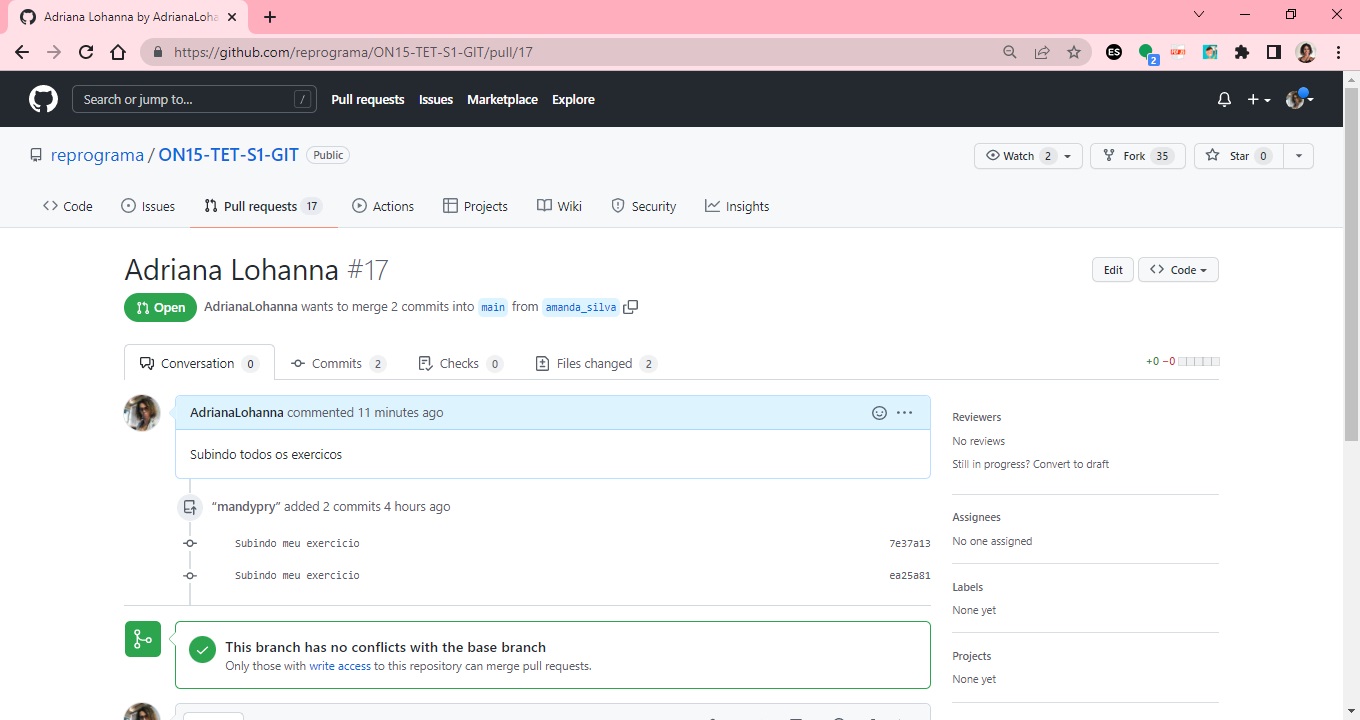 Adriana Lohanna by AdrianaLoha
https://github.com/reprograma/ON15-TET-S1-GIT/pull/17
ES
2
Search or jump to... /
Pull requests Issues Marketplace Explore
reprograma / ON15-TET-S1-GIT Public
Watch 2
Fork 35
Star 0
Code
Issues
Pull requests 17
Actions
Projects
Wiki
Security
Insights
Adriana Lohanna #17
Edit
Code
Open
AdrianaLohanna wants to merge 2 commits into main from amanda_silva
Conversation 0
Commits 2
Checks 0
Files changed 2
+0 −0
AdrianaLohanna commented 11 minutes ago
Subindo todos os exercicos
“mandypry” added 2 commits 4 hours ago
Subindo meu exercicio 7e37a13
Subindo meu exercicio ea25a81
This branch has no conflicts with the base branch
Only those with write access to this repository can merge pull requests.
Reviewers
No reviews
Still in progress? Convert to draft
Assignees
No one assigned
Labels
None yet
Projects
None yet